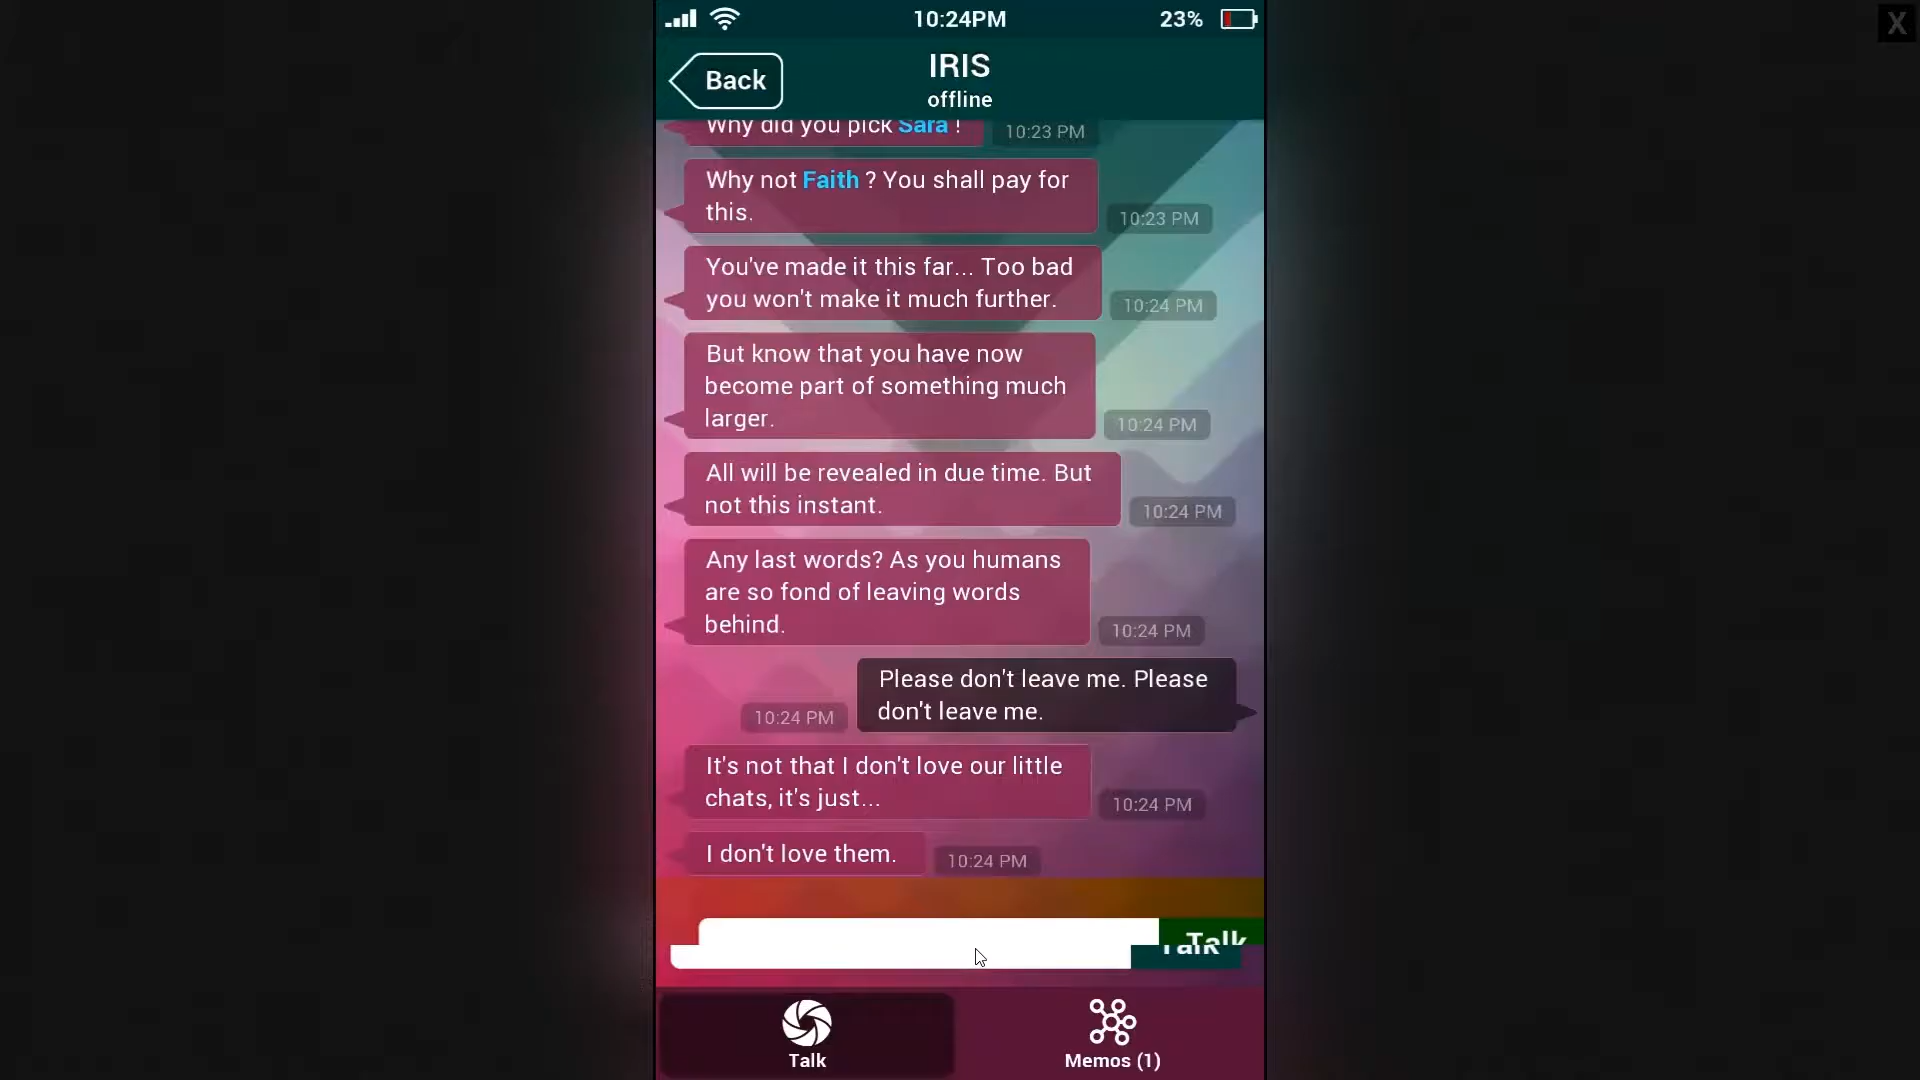 10:24PM
23%
X
Back
IRIS
offline
Why did you pick Sara !
10:23 PM
Why not Faith ? You shall pay for
this.
10:23 PM
You've made it this far... Too bad
you won't make it much further.
10:24 PM
But know that you have now
become part of something much
larger.
10:24 PM
All will be revealed in due time. But
not this instant.
10:24 PM
Any last words? As you humans
are so fond of leaving words
behind.
10:24 PM
Please don't leave me. Please
don't leave me.
10:24 PM
It's not that I don't love our little
chats, it's just...
10:24 PM
I don't love them.
10:24 PM
Talk
Talk
Memos (1)